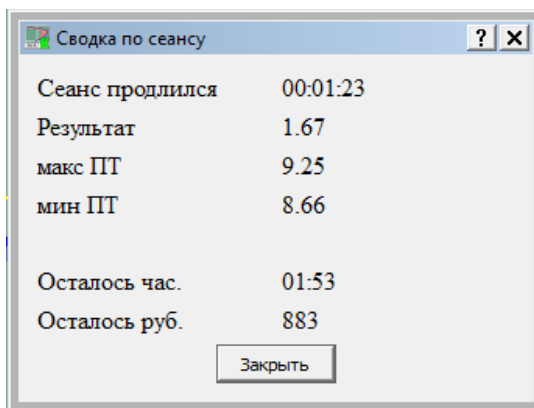 Сводка по сеансу
Сеанс продлился 00:01:23
Результат 1.67
макс ПТ 9.25
мин ПТ 8.66
Осталось час. 01:53
Осталось руб. 883
Закрыть